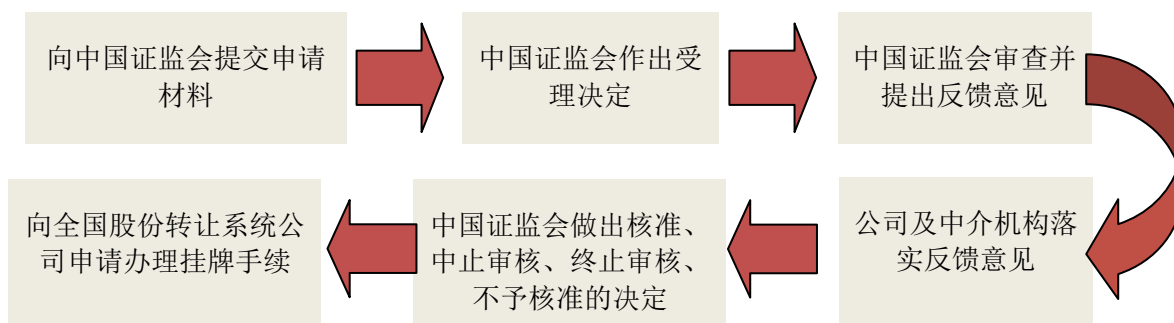 向中国证监会提交申请
材料
中国证监会作出受
理决定
中国证监会审查并
提出反馈意见
公司及中介机构落
实反馈意见
中国证监会做出核准、
中止审核、终止审核、
不予核准的决定
向全国股份转让系统公
司申请办理挂牌手续